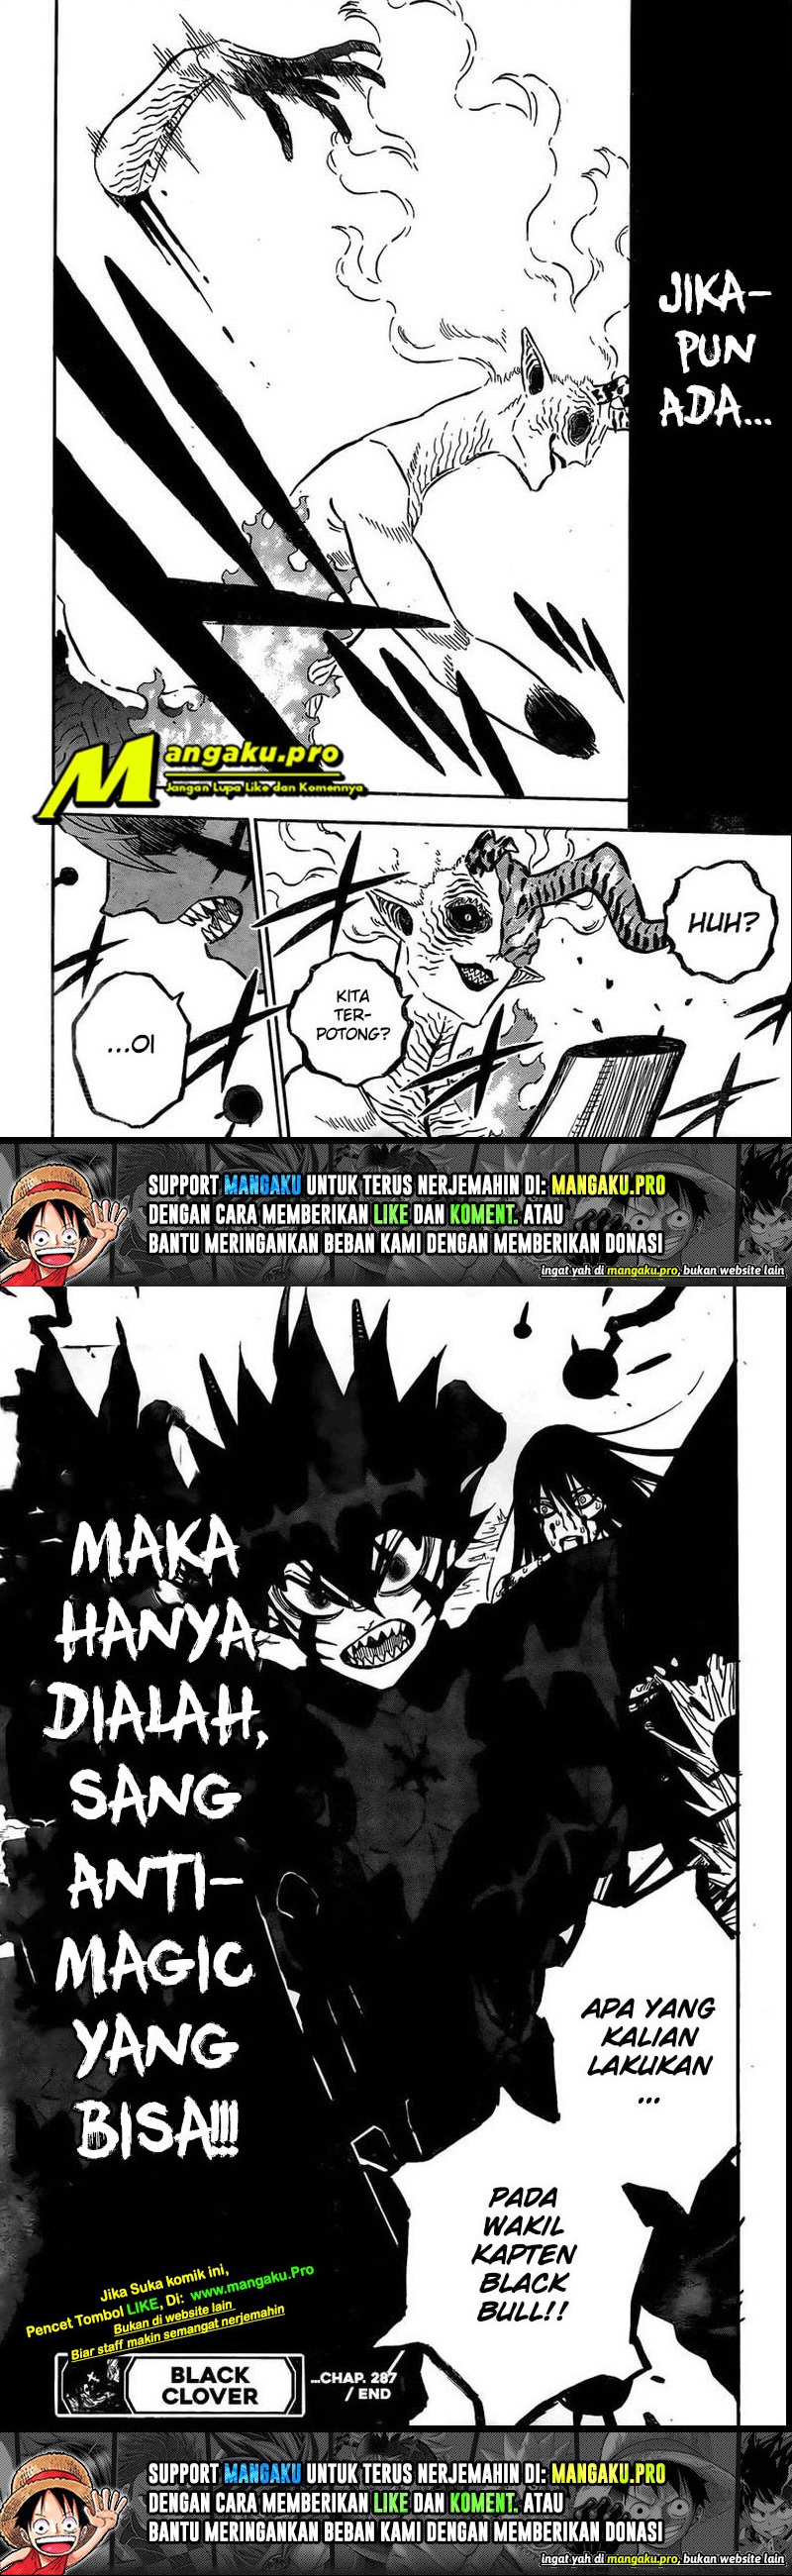 JIKA-
PUN
ADA...
Mangaku.pro
Jangan Lupa Like dan Komennya
HUH?
KITA
TER-
POTONG?
...OI
SUPPORT MANGAKU UNTUK TERUS NERJEMAHIN DI: MANGAKU.PRO
DENGAN CARA MEMBERIKAN LIKE DAN KOMENT. ATAU
BANTU MERINGANKAN BEBAN KAMI DENGAN MEMBERIKAN DONASI
ingat yah di mangaku.pro, bukan website lain
MAKA
HANYA
DIALAH,
SANG
ANTI-
MAGIC
YANG
BISA!!!
APA YANG
KALIAN
LAKUKAN
...
PADA
WAKIL
KAPTEN
BLACK
BULL!!
Jika Suka komik ini,
Pencet Tombol LIKE, Di: www.mangaku.Pro
Bukan di website lain
Biar staff makin semangat nerjemahin
BLACK
CLOVER
...CHAP. 287
/ END
SUPPORT MANGAKU UNTUK TERUS NERJEMAHIN DI: MANGAKU.PRO
DENGAN CARA MEMBERIKAN LIKE DAN KOMENT. ATAU
BANTU MERINGANKAN BEBAN KAMI DENGAN MEMBERIKAN DONASI
ingat yah di mangaku.pro, bukan website lain